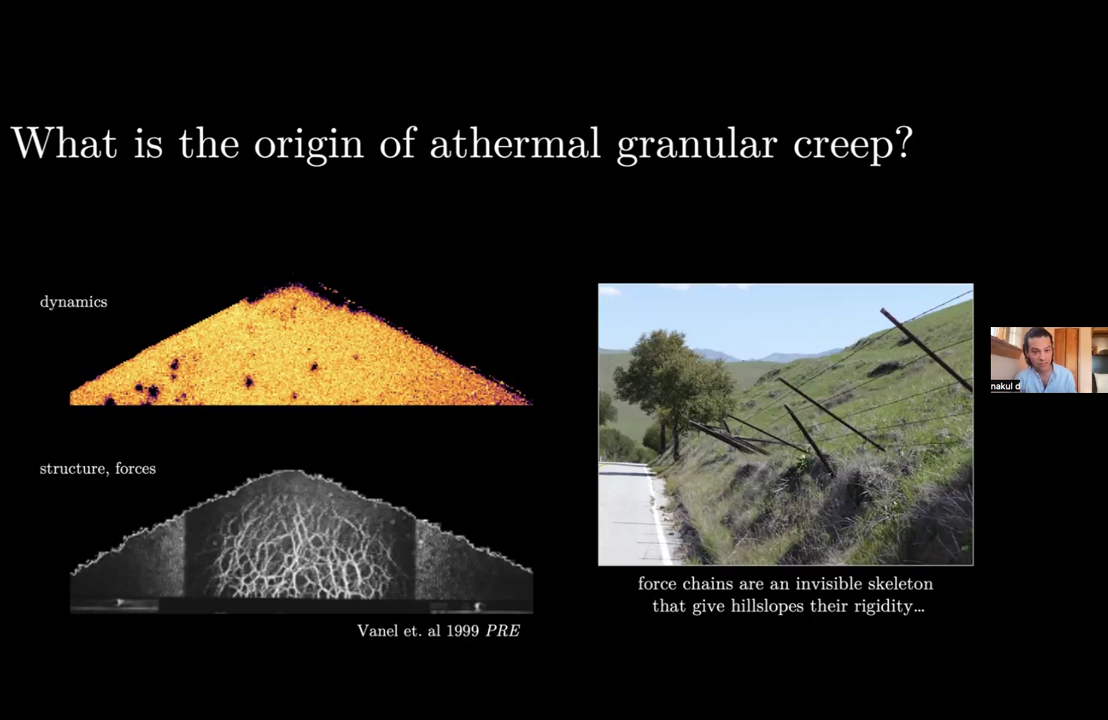 What is the origin of athermal granular creep?
dynamics
structure, forces
Vanel et. al 1999 PRE
force chains are an invisible skeleton
that give hillslopes their rigidity...
nakul d